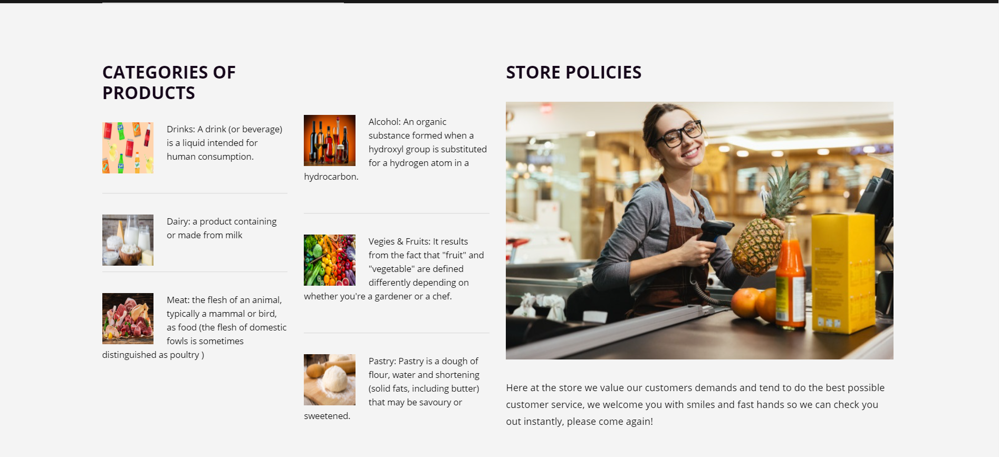 CATEGORIES OF
PRODUCTS
Drinks: A drink (or beverage)
is a liquid intended for
human consumption.
Dairy: a product containing
or made from milk
Meat: the flesh of an animal,
typically a mammal or bird,
as food (the flesh of domestic
fowls is sometimes
distinguished as poultry )
Alcohol: An organic
substance formed when a
hydroxyl group is substituted
for a hydrogen atom in a
hydrocarbon.
Vegies & Fruits: It results
from the fact that "fruit" and
"vegetable" are defined
differently depending on
whether you're a gardener or a chef.
Pastry: Pastry is a dough of
flour, water and shortening
(solid fats, including butter)
that may be savoury or
sweetened.
STORE POLICIES
Here at the store we value our customers demands and tend to do the best possible
customer service, we welcome you with smiles and fast hands so we can check you
out instantly, please come again!